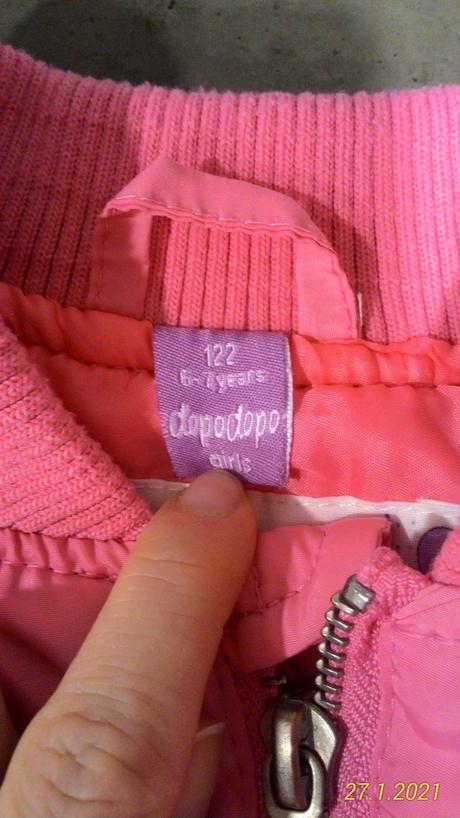 122
6-7 years
dopodopo
girls
27.1.2021